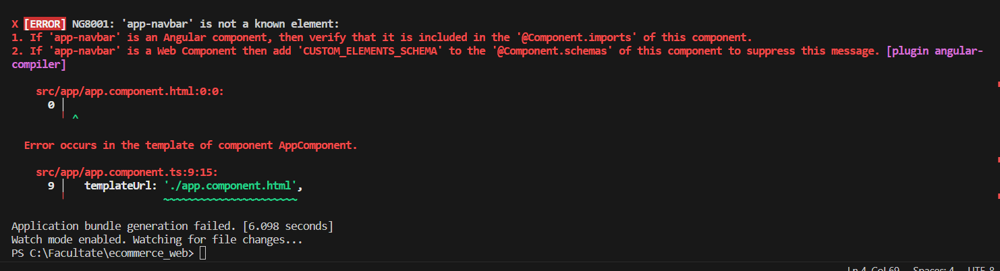 X [ERROR] NG8001: 'app-navbar' is not a known element:
1. If 'app-navbar' is an Angular component, then verify that it is included in the '@Component.imports' of this component.
2. If 'app-navbar' is a Web Component then add 'CUSTOM_ELEMENTS_SCHEMA' to the '@Component.schemas' of this component to suppress this message. [plugin angular-
compiler]
src/app/app.component.html:0:0:
0 │
╵ ^
Error occurs in the template of component AppComponent.
src/app/app.component.ts:9:15:
9 │ templateUrl: './app.component.html',
╵ ~~~~~~~~~~~~~~~~~~~~~~
Application bundle generation failed. [6.098 seconds]
Watch mode enabled. Watching for file changes...
PS C:\Facultate\ecommerce_web>
Ln 4, Col 69 Spaces: 4 UTF-8